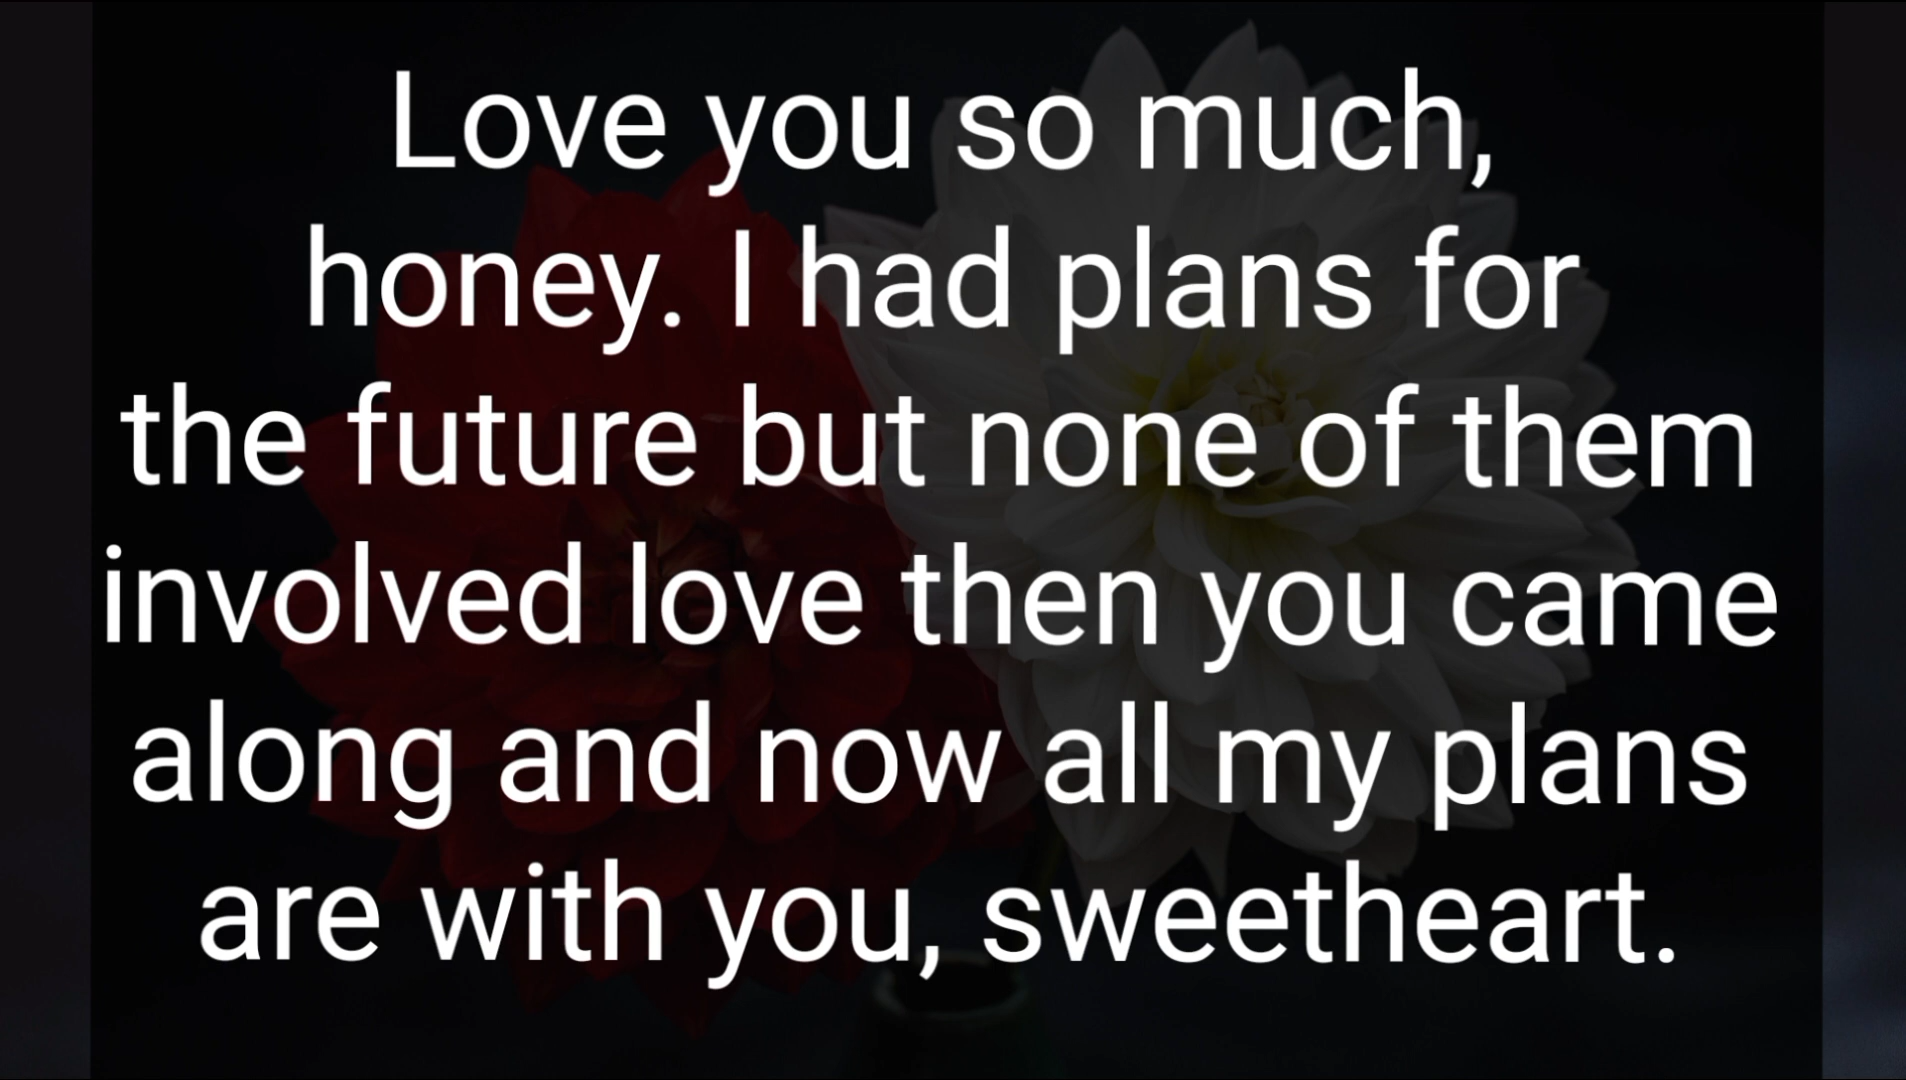 Love you so much,
honey. I had plans for
the future but none of them
involved love then you came
along and now all my plans
are with you, sweetheart.